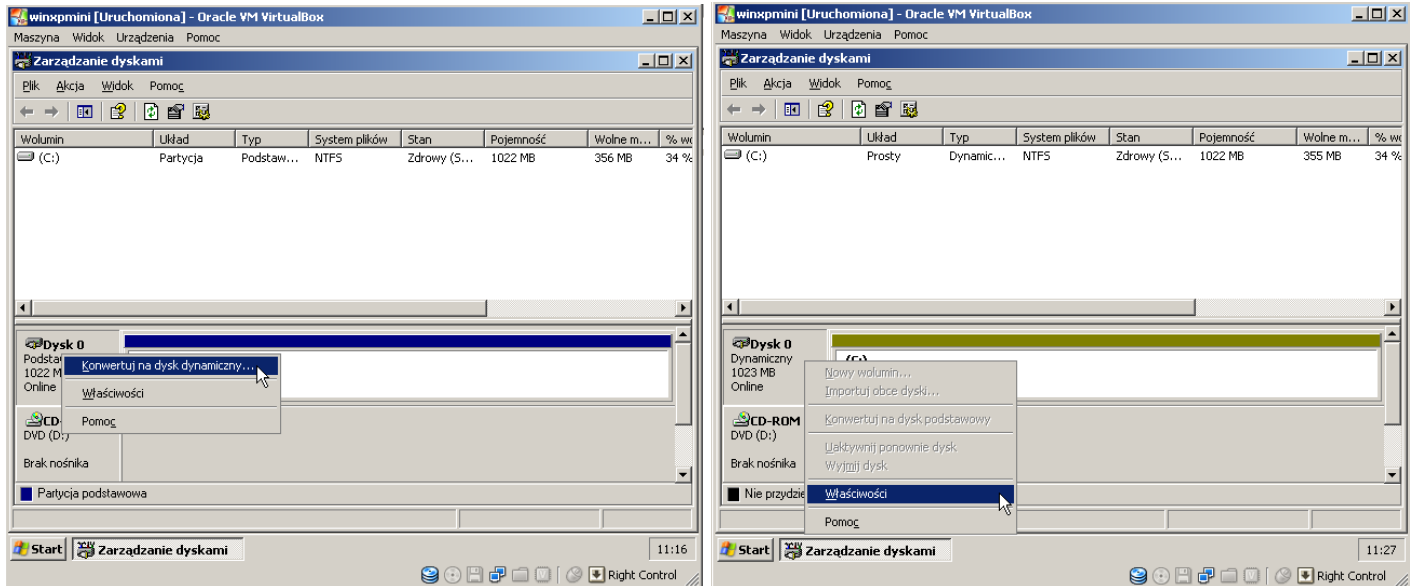 winxpmini [Uruchomiona] - Oracle VM VirtualBox
Maszyna Widok Urządzenia Pomoc
Zarządzanie dyskami
Plik Akcja Widok Pomoc
Wolumin Układ Typ System plików Stan Pojemność Wolne m... % wo
(C:) Partycja Podstaw... NTFS Zdrowy (S... 1022 MB 356 MB 34 %
Dysk 0
Podsta
1022 M
Online
Konwertuj na dysk dynamiczny...
Właściwości
Pomoc
CD-
DVD (D:)
Brak nośnika
Partycja podstawowa
Start Zarządzanie dyskami 11:16
Right Control
winxpmini [Uruchomiona] - Oracle VM VirtualBox
Maszyna Widok Urządzenia Pomoc
Zarządzanie dyskami
Plik Akcja Widok Pomoc
Wolumin Układ Typ System plików Stan Pojemność Wolne m... % wo
(C:) Prosty Dynamic... NTFS Zdrowy (S... 1022 MB 355 MB 34 %
Dysk 0
Dynamiczny
1023 MB
Online
(C:)
Nowy wolumin...
Importuj obce dyski...
Konwertuj na dysk podstawowy
Uaktywnij ponownie dysk
Wyjmij dysk
Właściwości
Pomoc
CD-ROM
DVD (D:)
Brak nośnika
Nie przydzie
Start Zarządzanie dyskami 11:27
Right Control